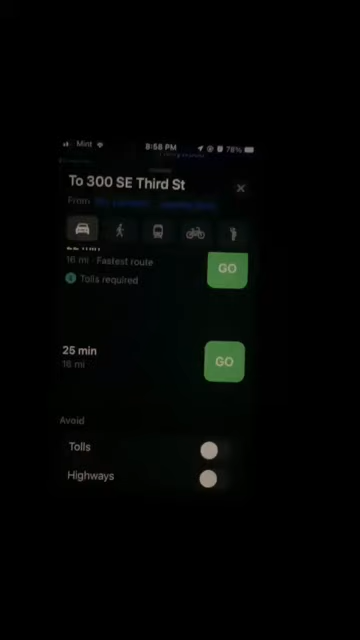 Mint
8:58 PM
78%
To 300 SE Third St
From
16 mi · Fastest route
Tolls required
GO
25 min
16 mi
GO
Avoid
Tolls
Highways